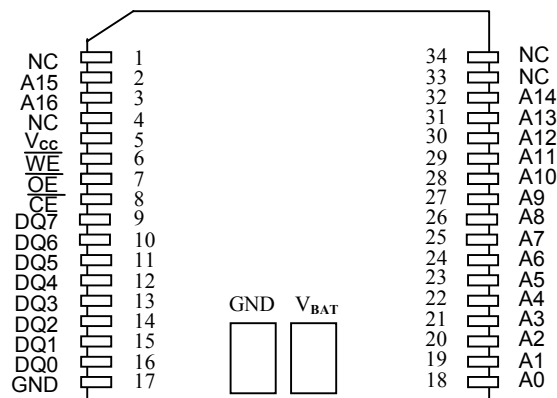 NC 1 34 NC
A15 2 33 NC
A16 3 32 A14
NC 4 31 A13
Vcc 5 30 A12
WE 6 29 A11
OE 7 28 A10
CE 8 27 A9
DQ7 9 26 A8
DQ6 10 25 A7
DQ5 11 24 A6
DQ4 12 23 A5
DQ3 13 22 A4
DQ2 14 21 A3
DQ1 15 20 A2
DQ0 16 19 A1
GND 17 18 A0
GND VBAT